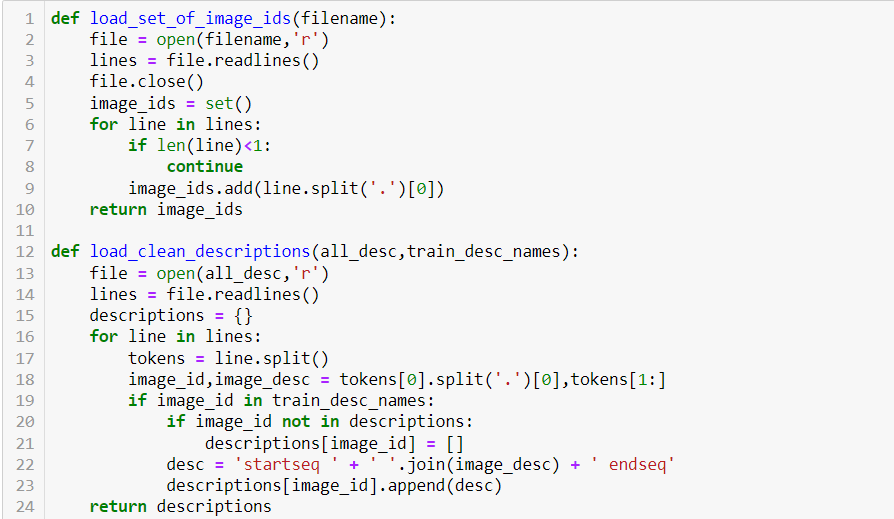 1 def load_set_of_image_ids(filename):
2     file = open(filename,'r')
3     lines = file.readlines()
4     file.close()
5     image_ids = set()
6     for line in lines:
7         if len(line)<1:
8             continue
9         image_ids.add(line.split('.')[0])
10     return image_ids
11
12 def load_clean_descriptions(all_desc,train_desc_names):
13     file = open(all_desc,'r')
14     lines = file.readlines()
15     descriptions = {}
16     for line in lines:
17         tokens = line.split()
18         image_id,image_desc = tokens[0].split('.')[0],tokens[1:]
19         if image_id in train_desc_names:
20             if image_id not in descriptions:
21                 descriptions[image_id] = []
22             desc = 'startseq ' + ' '.join(image_desc) + ' endseq'
23             descriptions[image_id].append(desc)
24     return descriptions